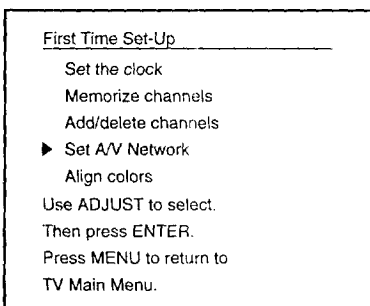 First Time Set-Up
Set the clock
Memorize channels
Add/delete channels
▶ Set A/V Network
Align colors
Use ADJUST to select.
Then press ENTER.
Press MENU to return to
TV Main Menu.